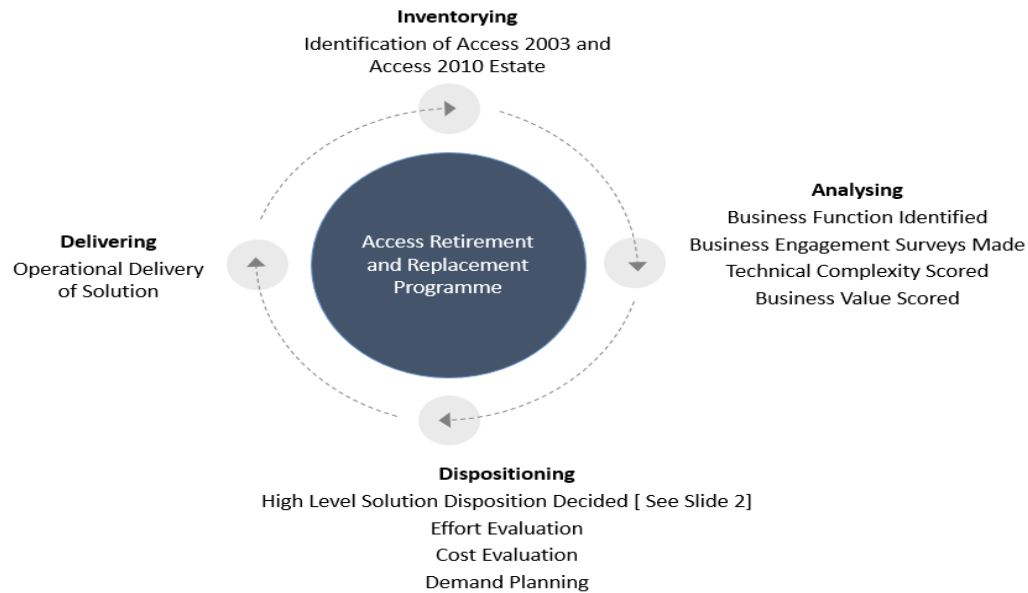 Inventorying
Identification of Access 2003 and
Access 2010 Estate
Analysing
Business Function Identified
Business Engagement Surveys Made
Technical Complexity Scored
Business Value Scored
Access Retirement
and Replacement
Programme
Delivering
Operational Delivery
of Solution
Dispositioning
High Level Solution Disposition Decided [ See Slide 2]
Effort Evaluation
Cost Evaluation
Demand Planning